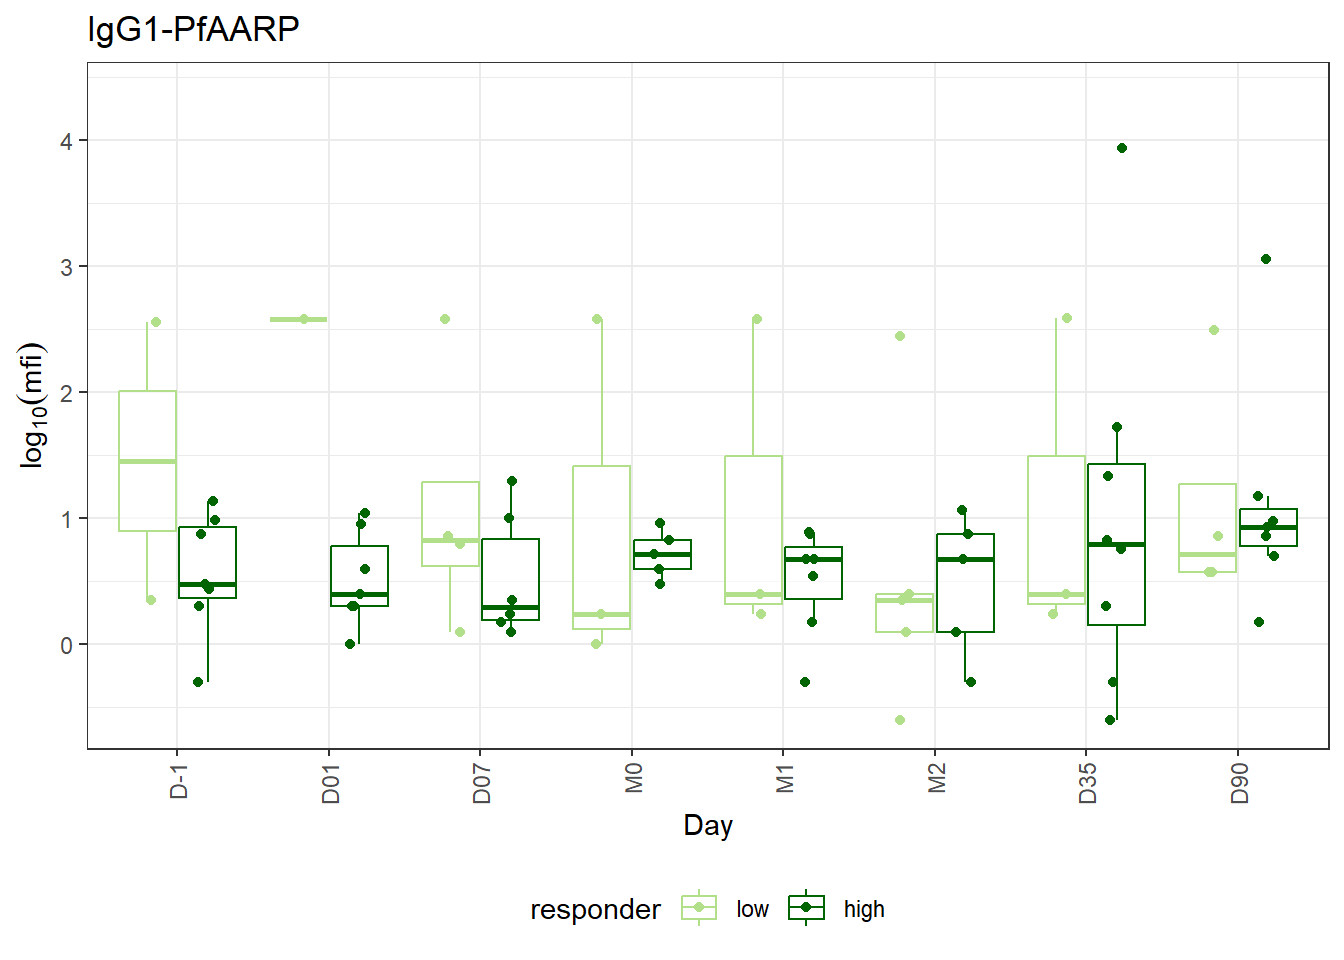 IgG1-PfAARP
4
3
2
1
0
log10(mfi)
D-1 D01 D07 M0 M1 M2 D35 D90
Day
responder low high